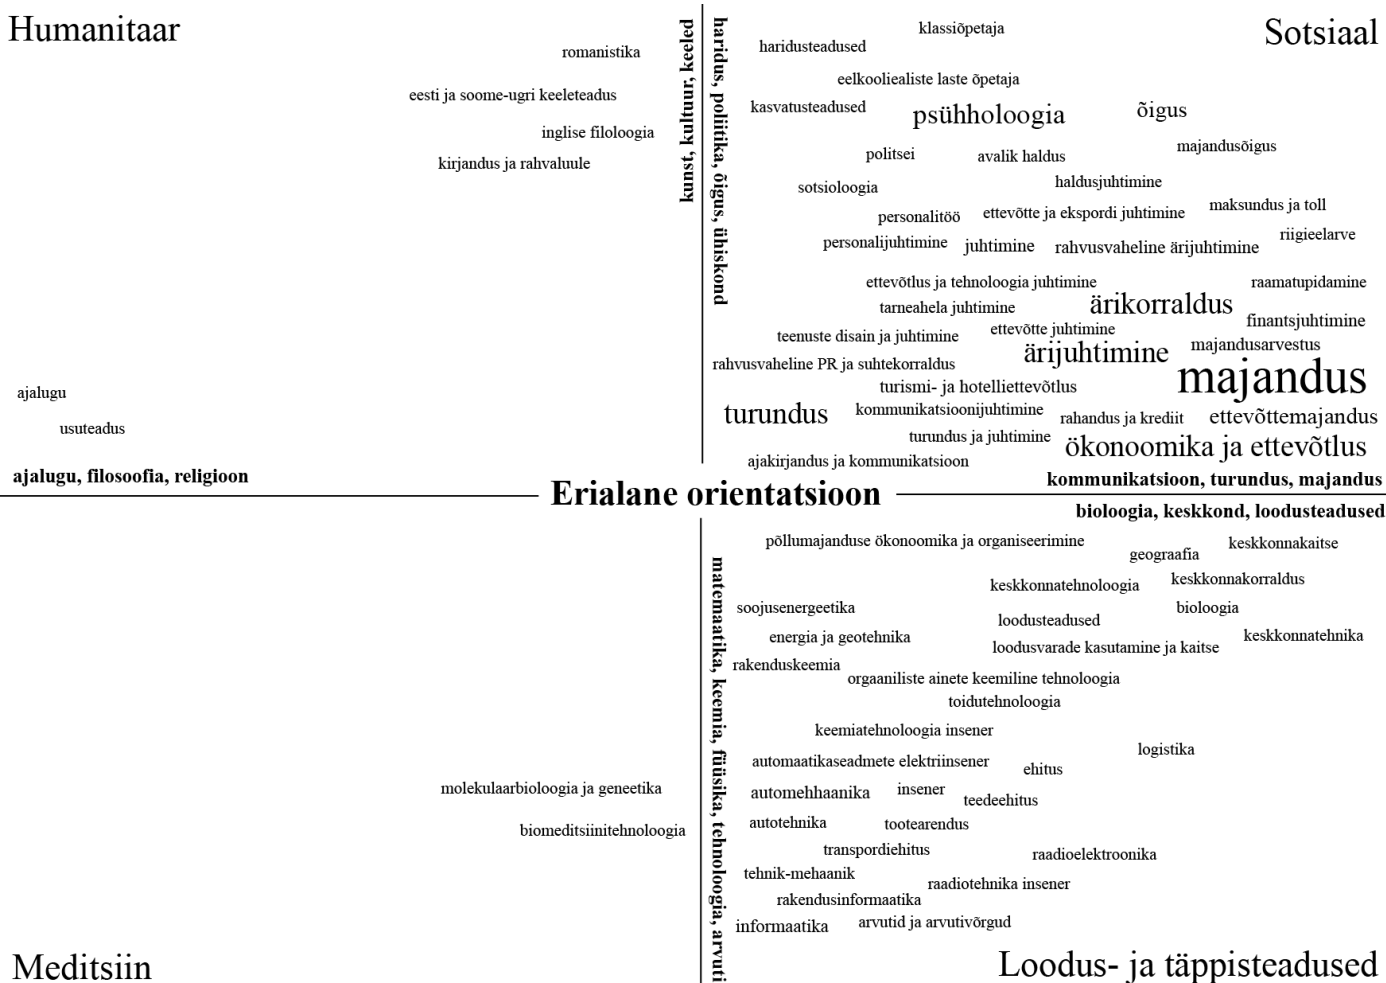 Humanitaar
romanistika
eesti ja soome-ugri keeleteadus
inglise filoloogia
kirjandus ja rahvaluule
kunst, kultuur, keeled
ajalugu
usuteadus
ajalugu, filosoofia, religioon
Sotsiaal
haridus, poliitika, õigus, ühiskond
klassiõpetaja
haridusteadused
eelkooliealiste laste õpetaja
kasvatusteadused
psühholoogia
õigus
politsei
avalik haldus
majandusõigus
sotsioloogia
haldusjuhtimine
personalitöö
ettevõtte ja ekspordi juhtimine
maksundus ja toll
personalijuhtimine
juhtimine
rahvusvaheline ärijuhtimine
riigieelarve
ettevõtlus ja tehnoloogia juhtimine
raamatupidamine
tarneahela juhtimine
ärikorraldus
finantsjuhtimine
teenuste disain ja juhtimine
ettevõtte juhtimine
ärijuhtimine
majandusarvestus
rahvusvaheline PR ja suhtekorraldus
majandus
turismi- ja hotelliettevõtlus
turundus
kommunikatsioonijuhtimine
rahandus ja krediit
ettevõttemajandus
turundus ja juhtimine
ökonoomika ja ettevõtlus
ajakirjandus ja kommunikatsioon
kommunikatsioon, turundus, majandus
Erialane orientatsioon
bioloogia, keskkond, loodusteadused
matemaatika, keemia, füüsika, tehnoloogia, arvuti
põllumajanduse ökonoomika ja organiseerimine
geograafia
keskkonnakaitse
keskkonnatehnoloogia
keskkonnakorraldus
soojusenergeetika
loodusteadused
bioloogia
energia ja geotehnika
loodusvarade kasutamine ja kaitse
keskkonnatehnika
rakenduskeemia
orgaaniliste ainete keemiline tehnoloogia
toidutehnoloogia
keemiatehnoloogia insener
logistika
automaatikaseadmete elektriinsener
ehitus
automehhaanika
insener
teedeehitus
autotehnika
tootearendus
transpordiehitus
raadioelektroonika
tehnik-mehaanik
raadiotehnika insener
rakendusinformaatika
informaatika
arvutid ja arvutivõrgud
Loodus- ja täppisteadused
molekulaarbioloogia ja geneetika
biomeditsiinitehnoloogia
Meditsiin